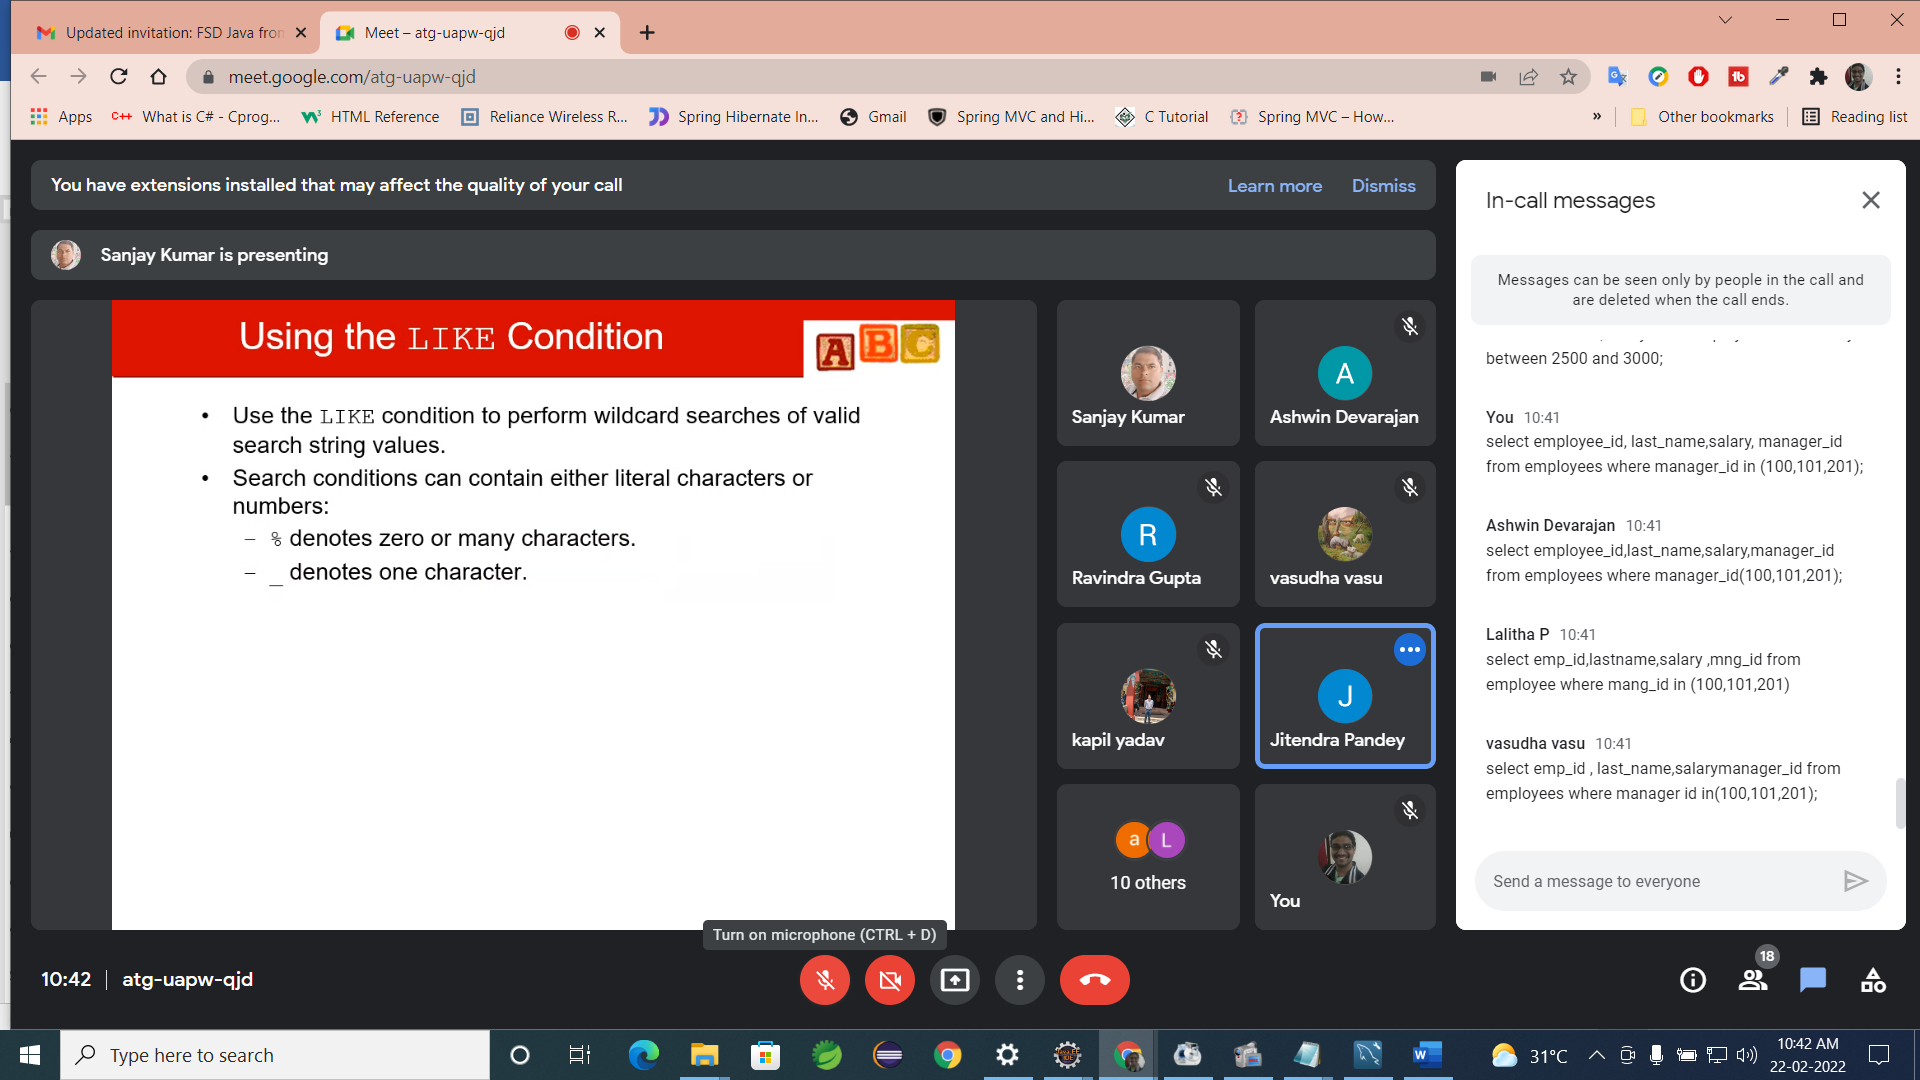 Updated invitation: FSD Java from
Meet – atg-uapw-qjd
meet.google.com/atg-uapw-qjd
Apps
What is C# - Cprog...
HTML Reference
Reliance Wireless R...
Spring Hibernate In...
Gmail
Spring MVC and Hi...
C Tutorial
Spring MVC – How...
»
Other bookmarks
Reading list
You have extensions installed that may affect the quality of your call
Learn more
Dismiss
Sanjay Kumar is presenting
Using the LIKE Condition
A B C
• Use the LIKE condition to perform wildcard searches of valid
search string values.
• Search conditions can contain either literal characters or
numbers:
– % denotes zero or many characters.
– _ denotes one character.
Sanjay Kumar
A
Ashwin Devarajan
R
Ravindra Gupta
vasudha vasu
kapil yadav
J
Jitendra Pandey
a L
10 others
You
In-call messages
Messages can be seen only by people in the call and
are deleted when the call ends.
between 2500 and 3000;
You 10:41
select employee_id, last_name,salary, manager_id
from employees where manager_id in (100,101,201);
Ashwin Devarajan 10:41
select employee_id,last_name,salary,manager_id
from employees where manager_id(100,101,201);
Lalitha P 10:41
select emp_id,lastname,salary ,mng_id from
employee where mang_id in (100,101,201)
vasudha vasu 10:41
select emp_id , last_name,salarymanager_id from
employees where manager id in(100,101,201);
Send a message to everyone
Turn on microphone (CTRL + D)
10:42 | atg-uapw-qjd
18
Type here to search
31°C
10:42 AM
22-02-2022